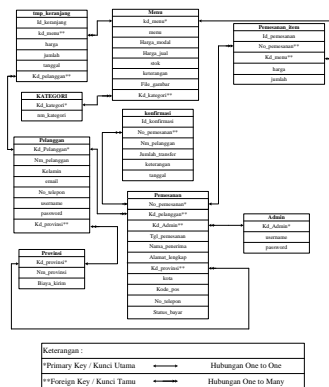 tmp_keranjang
Id_keranjang
kd_menu**
harga
jumlah
tanggal
Kd_pelanggan**
Menu
kd_menu*
menu
Harga_modal
Harga_jual
stok
keterangan
File_gambar
Kd_kategori**
Pemesanan_item
Id_pemesanan
No_pemesanan**
Kd_menu**
harga
jumlah
KATEGORI
Kd_kategori*
nm_kategori
konfirmasi
Id_konfirmasi
No_pemesanan**
Nm_pelanggan
Jumlah_transfer
keterangan
tanggal
Pelanggan
Kd_Pelanggan*
Nm_pelanggan
Kelamin
email
No_telepon
username
password
Kd_provinsi**
Pemesanan
No_pemesanan*
Kd_pelanggan**
Kd_Admin**
Tgl_pemesanan
Nama_penerima
Alamat_lengkap
Kd_provinsi**
kota
Kode_pos
No_telepon
Status_bayar
Admin
Kd_Admin*
username
password
Provinsi
Kd_provinsi*
Nm_provinsi
Biaya_kirim
Keterangan :
*Primary Key / Kunci Utama Hubungan One to One
**Foreign Key / Kunci Tamu Hubungan One to Many